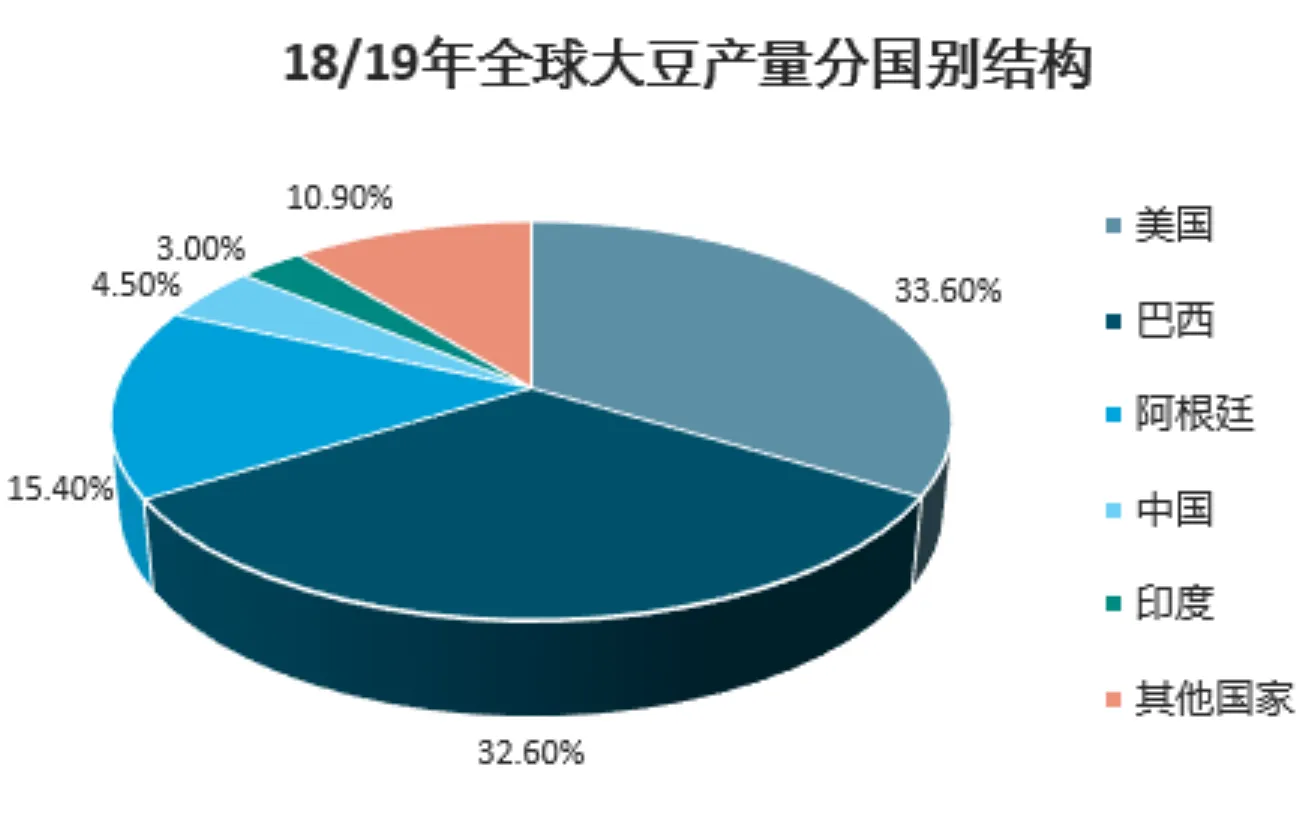 18/19年全球大豆产量分国别结构
10.90%
3.00%
4.50%
33.60%
15.40%
32.60%
美国
巴西
阿根廷
中国
印度
其他国家